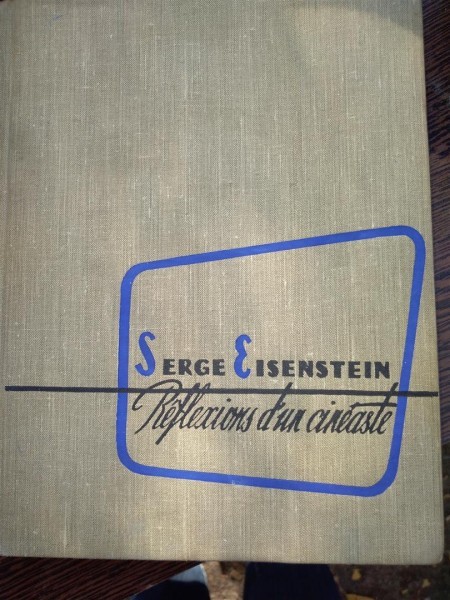 SERGE EISENSTEIN
Réflexions d'un cinéaste